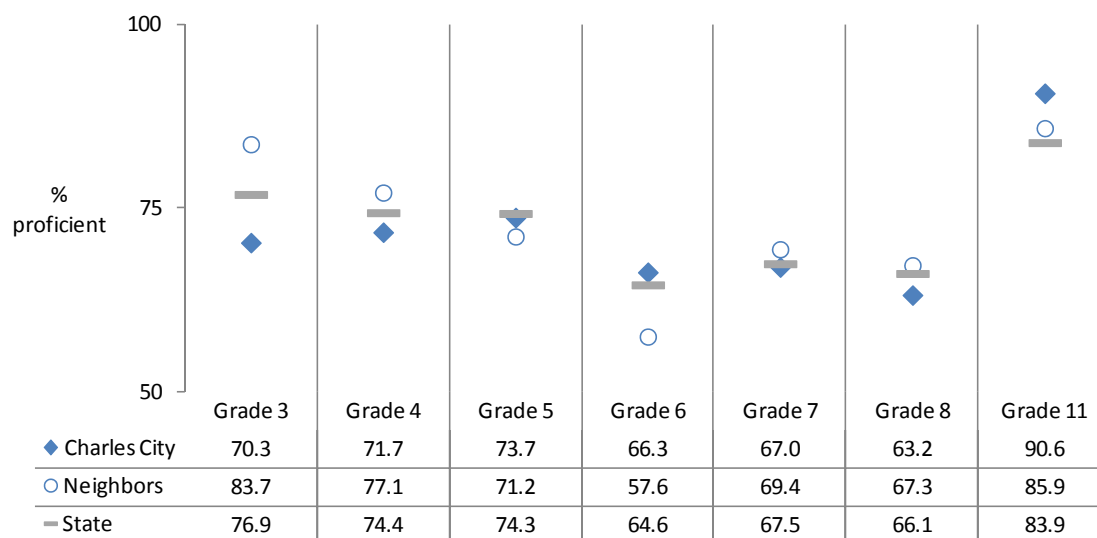 100
75
%
proficient
50
Grade 3 Grade 4 Grade 5 Grade 6 Grade 7 Grade 8 Grade 11
Charles City 70.3 71.7 73.7 66.3 67.0 63.2 90.6
Neighbors 83.7 77.1 71.2 57.6 69.4 67.3 85.9
State 76.9 74.4 74.3 64.6 67.5 66.1 83.9